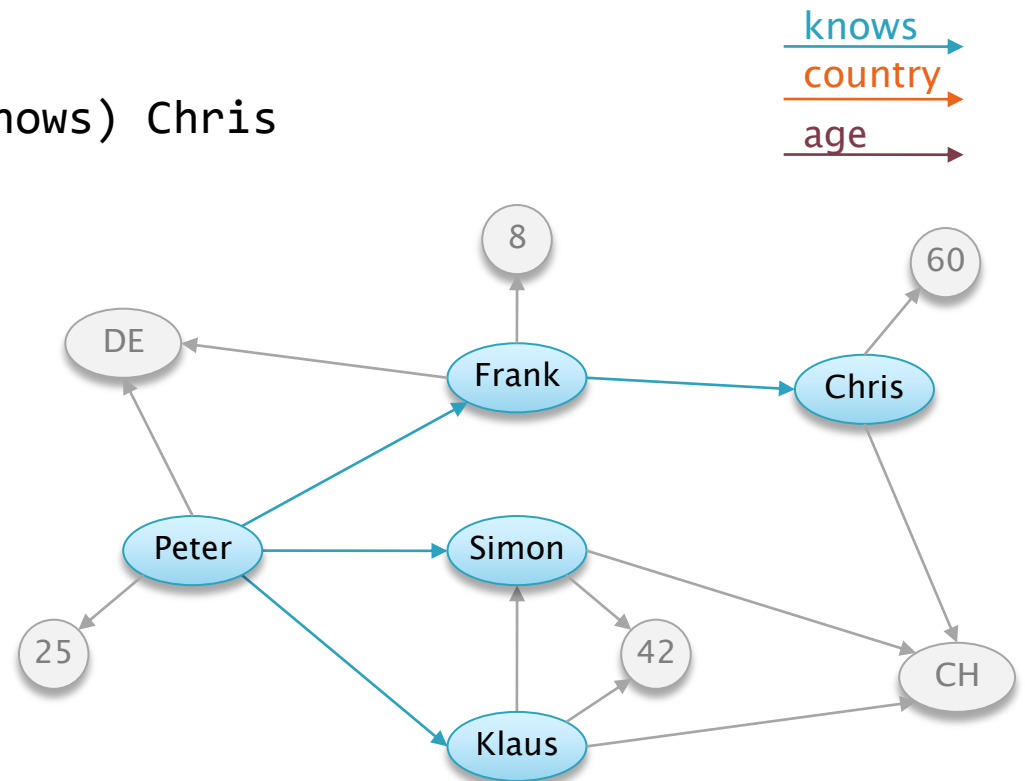 knows
country
nows) Chris
age
8
60
DE
Frank
Chris
Peter
Simon
25
42
CH
Klaus